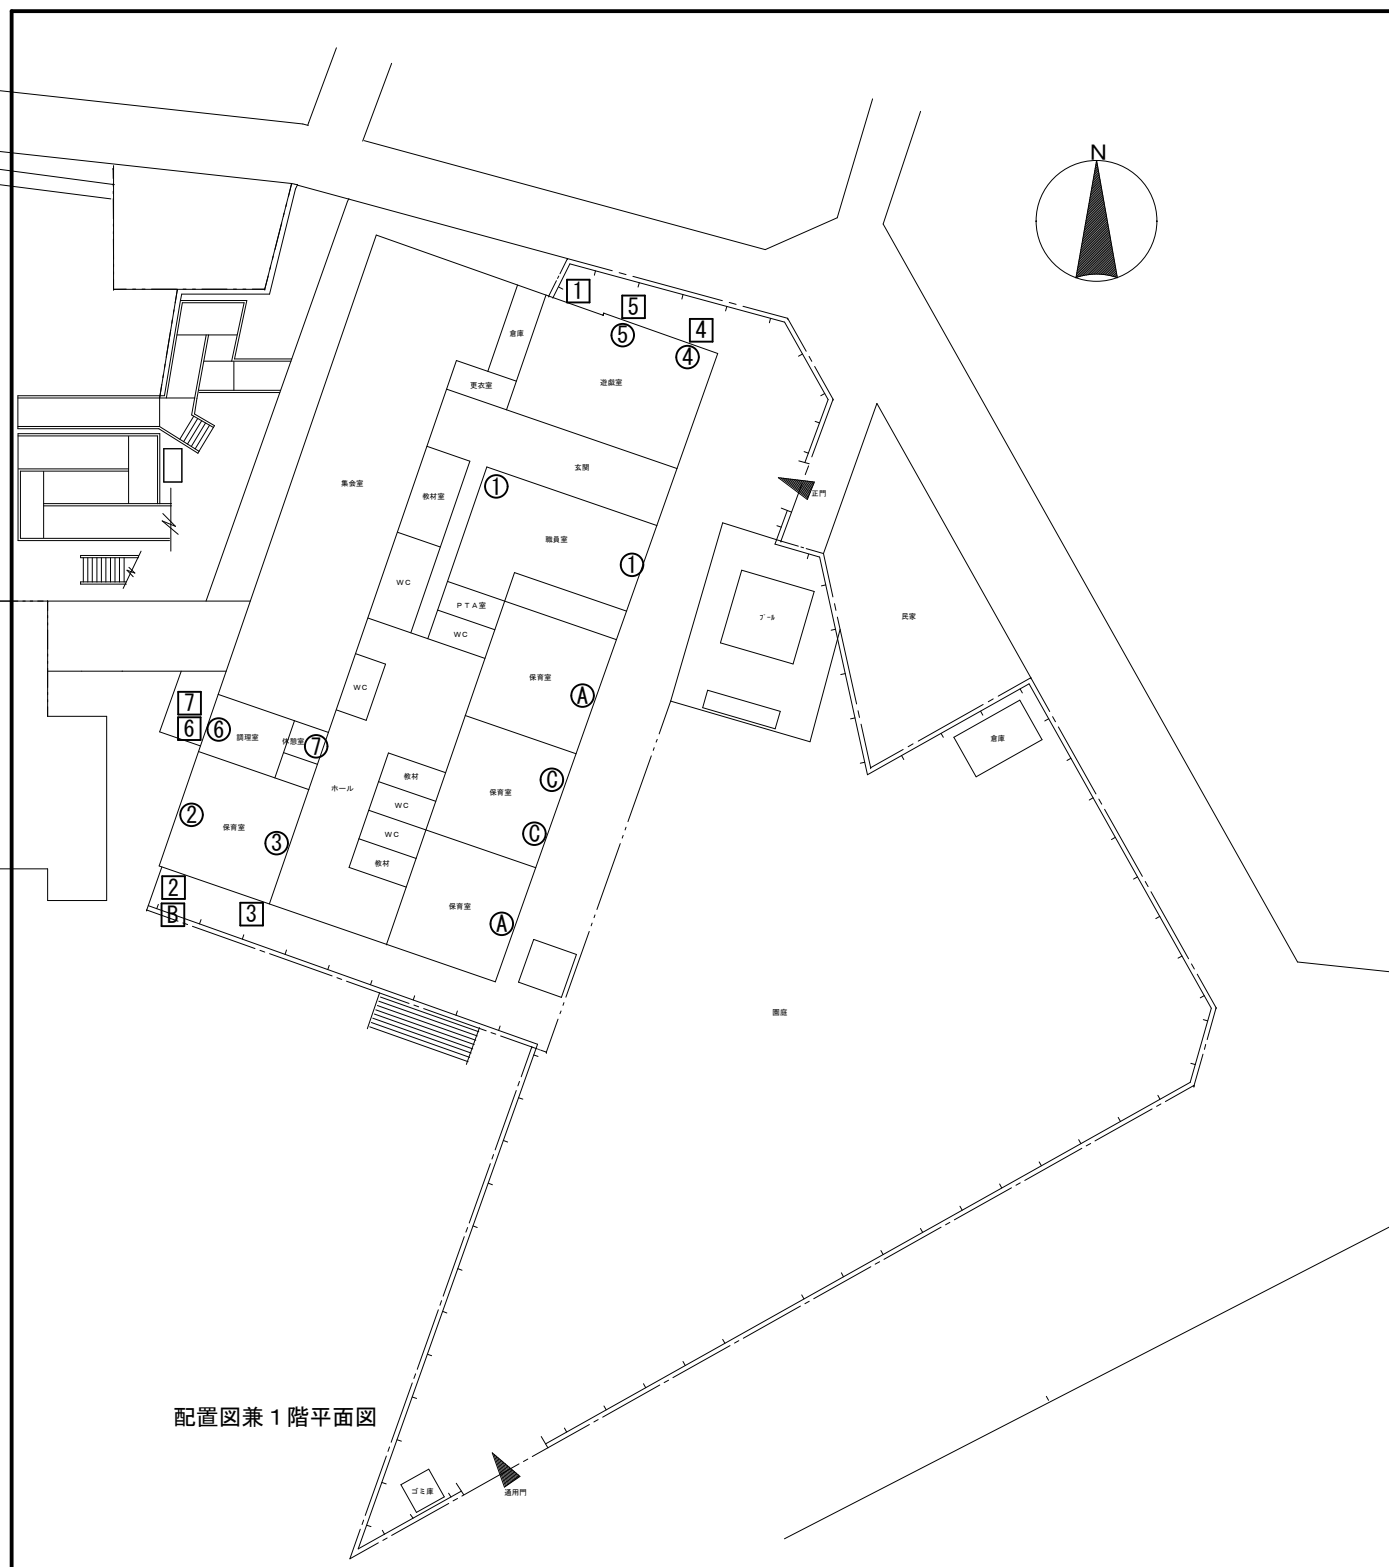 N
1
5
4
⑤
④
倉庫
遊戯室
更衣室
玄関
集会室
①
教材室
正門
職員室
①
WC
PTA室
プール
民家
WC
保育室
WC
Ⓐ
7
6
⑥
調理室
休憩室
⑦
倉庫
教材
Ⓒ
ホール
保育室
WC
②
保育室
③
WC
Ⓒ
教材
2
B
3
保育室
Ⓐ
園庭
配置図兼1階平面図
ゴミ庫
通用門